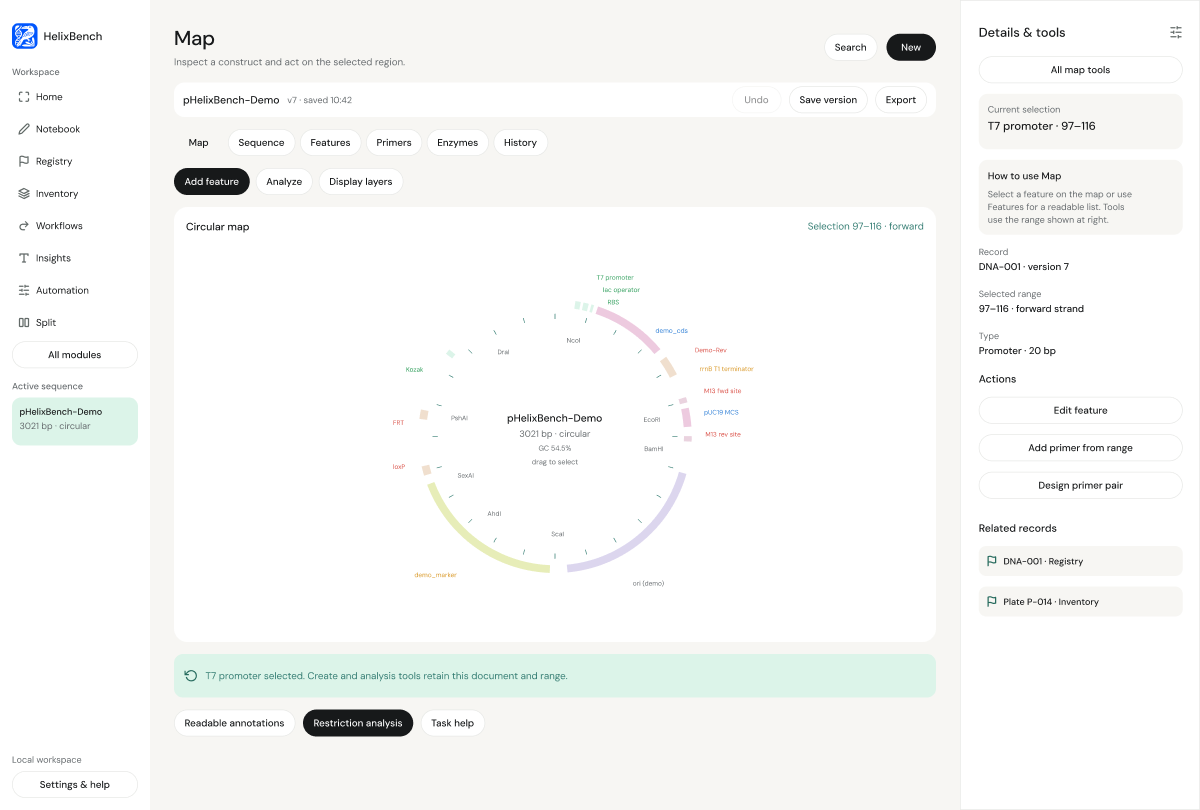 HelixBench
Workspace
Home
Notebook
Registry
Inventory
Workflows
Insights
Automation
Split
All modules
Active sequence
pHelixBench-Demo
3021 bp · circular
Local workspace
Settings & help
Map
Inspect a construct and act on the selected region.
Search
New
pHelixBench-Demo
v7 · saved 10:42
Undo
Save version
Export
Map
Sequence
Features
Primers
Enzymes
History
Add feature
Analyze
Display layers
Circular map
Selection 97–116 · forward
T7 promoter
lac operator
RBS
demo_cds
Demo-Rev
rrnB T1 terminator
M13 fwd site
pUC19 MCS
M13 rev site
NcoI
DraI
Kozak
PshAI
FRT
EcoRI
BamHI
loxP
SexAI
AhdI
ScaI
demo_marker
ori (demo)
pHelixBench-Demo
3021 bp · circular
GC 54.5%
drag to select
T7 promoter selected. Create and analysis tools retain this document and range.
Readable annotations
Restriction analysis
Task help
Details & tools
All map tools
Current selection
T7 promoter · 97–116
How to use Map
Select a feature on the map or use
Features for a readable list. Tools
use the range shown at right.
Record
DNA-001 · version 7
Selected range
97–116 · forward strand
Type
Promoter · 20 bp
Actions
Edit feature
Add primer from range
Design primer pair
Related records
DNA-001 · Registry
Plate P-014 · Inventory